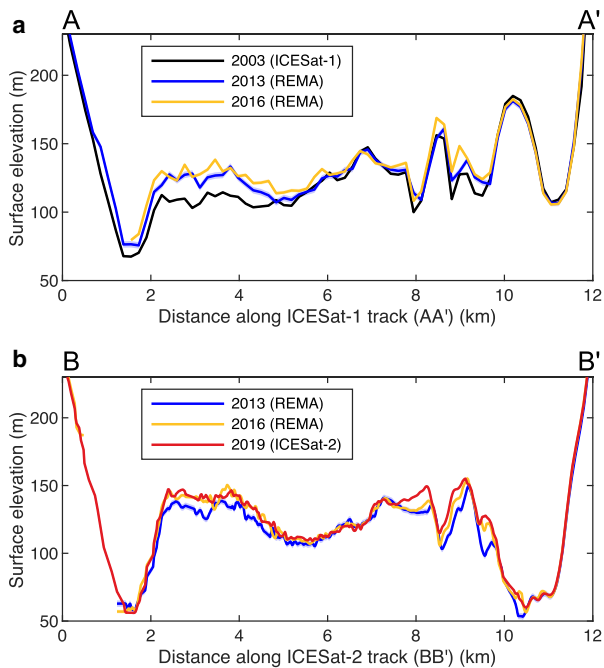 a
A A'
2003 (ICESat-1)
2013 (REMA)
2016 (REMA)
Surface elevation (m)
200
150
100
50
0 2 4 6 8 10 12
Distance along ICESat-1 track (AA') (km)
b
B B'
2013 (REMA)
2016 (REMA)
2019 (ICESat-2)
Surface elevation (m)
200
150
100
50
0 2 4 6 8 10 12
Distance along ICESat-2 track (BB') (km)